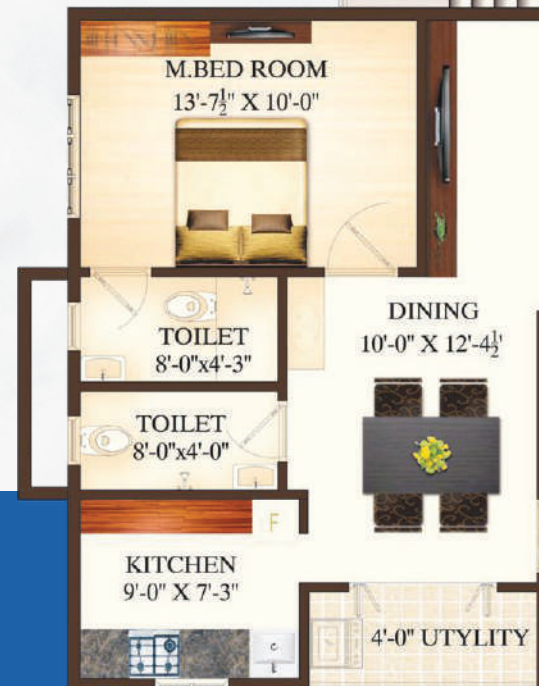 M.BED ROOM
13'-7½" X 10'-0"
TOILET
8'-0"x4'-3"
DINING
10'-0" X 12'-4½'
TOILET
8'-0"x4'-0"
F
KITCHEN
9'-0" X 7'-3"
4'-0" UTYLITY